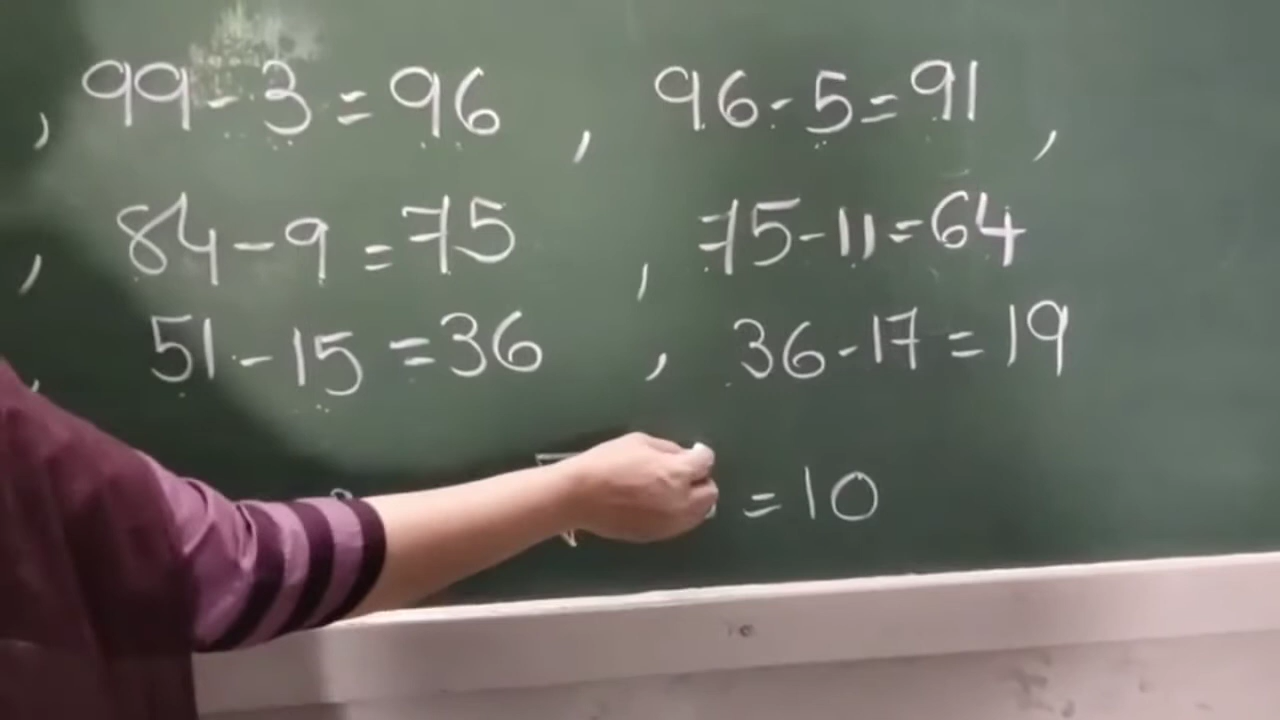 , 99-3=96 , 96-5=91 ,
, 84-9=75 , 75-11=64
, 51-15=36 , 36-17=19
=10